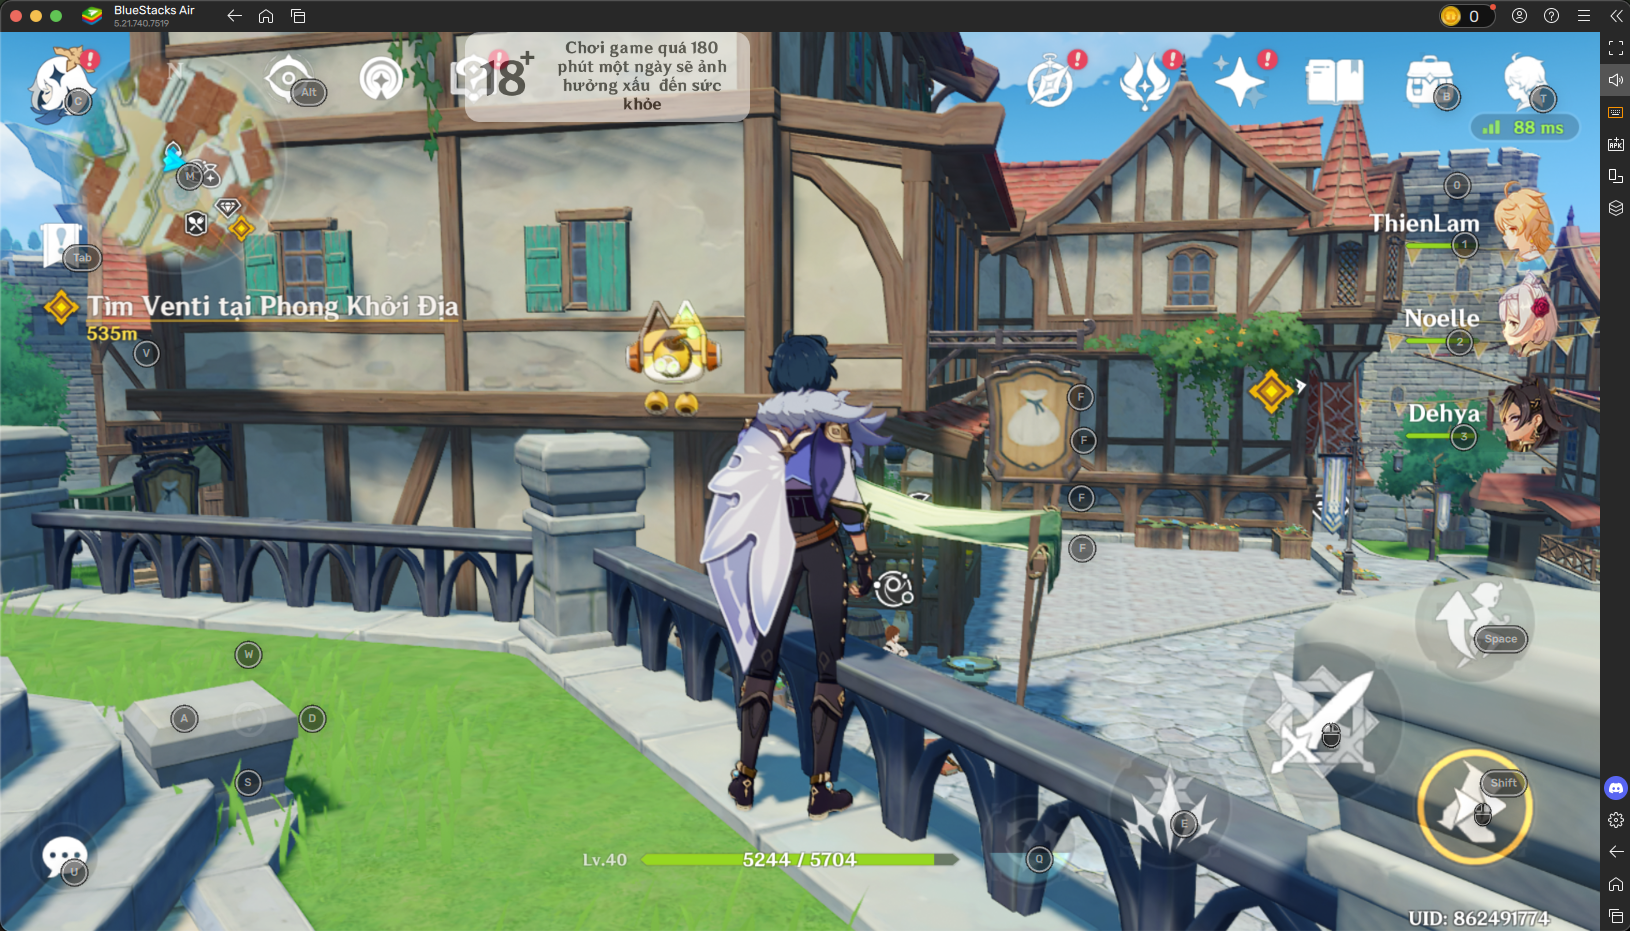 BlueStacks Air
5.21.740.7519
0
N
C
Alt
18+
Chơi game quá 180
phút một ngày sẽ ảnh
hưởng xấu đến sức
khỏe
B
T
88 ms
M
Tab
0
ThienLam
1
Tìm Venti tại Phong Khởi Địa
535m
V
Noelle
2
Dehya
3
F
F
F
F
W
A
D
S
Space
Shift
E
Q
U
Lv.40
5244 / 5704
UID: 862491774
APK